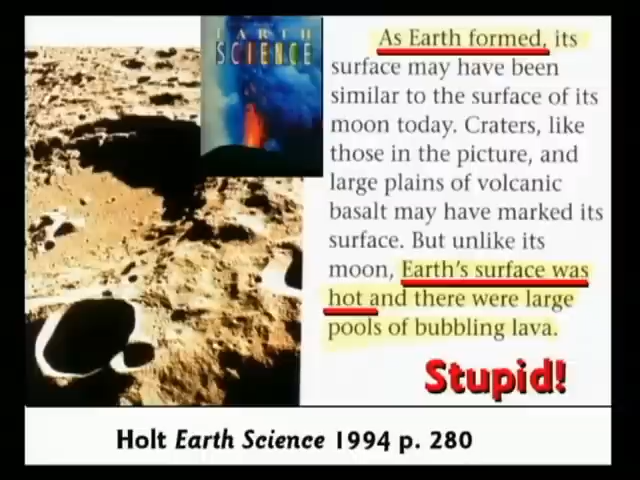 EARTH
SCIENCE
As Earth formed, its
surface may have been
similar to the surface of its
moon today. Craters, like
those in the picture, and
large plains of volcanic
basalt may have marked its
surface. But unlike its
moon, Earth's surface was
hot and there were large
pools of bubbling lava.
Stupid!
Holt Earth Science 1994 p. 280